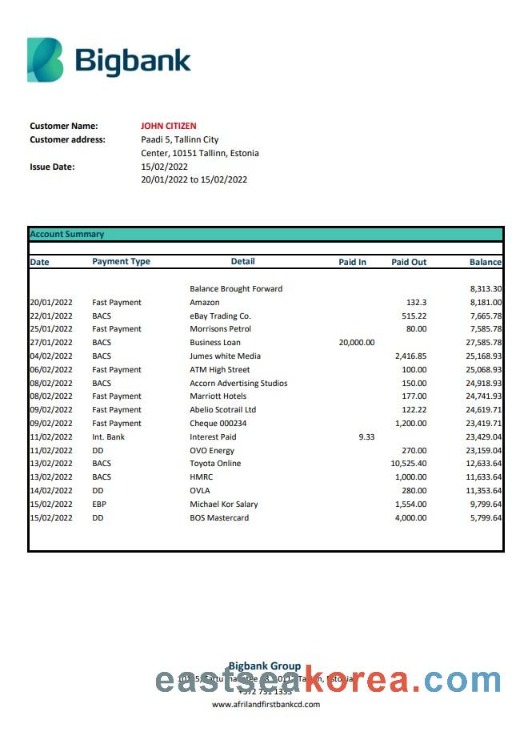 Bigbank
Customer Name: JOHN CITIZEN
Customer address: Paadi 5, Tallinn City
Center, 10151 Tallinn, Estonia
Issue Date: 15/02/2022
20/01/2022 to 15/02/2022
Account Summary
Date Payment Type Detail Paid In Paid Out Balance
Balance Brought Forward 8,313.30
20/01/2022 Fast Payment Amazon 132.3 8,181.00
22/01/2022 BACS eBay Trading Co. 515.22 7,665.78
25/01/2022 Fast Payment Morrisons Petrol 80.00 7,585.78
27/01/2022 BACS Business Loan 20,000.00 27,585.78
04/02/2022 BACS Jumes white Media 2,416.85 25,168.93
06/02/2022 Fast Payment ATM High Street 100.00 25,068.93
08/02/2022 BACS Accorn Advertising Studios 150.00 24,918.93
08/02/2022 Fast Payment Marriott Hotels 177.00 24,741.93
09/02/2022 Fast Payment Abelio Scotrail Ltd 122.22 24,619.71
09/02/2022 Fast Payment Cheque 000234 1,200.00 23,419.71
11/02/2022 Int. Bank Interest Paid 9.33 23,429.04
11/02/2022 DD OVO Energy 270.00 23,159.04
13/02/2022 BACS Toyota Online 10,525.40 12,633.64
13/02/2022 BACS HMRC 1,000.00 11,633.64
14/02/2022 DD OVLA 280.00 11,353.64
15/02/2022 EBP Michael Kor Salary 1,554.00 9,799.64
15/02/2022 DD BOS Mastercard 4,000.00 5,799.64
Bigbank Group
eastseakorea.com
www.afrilandfirstbankcd.com